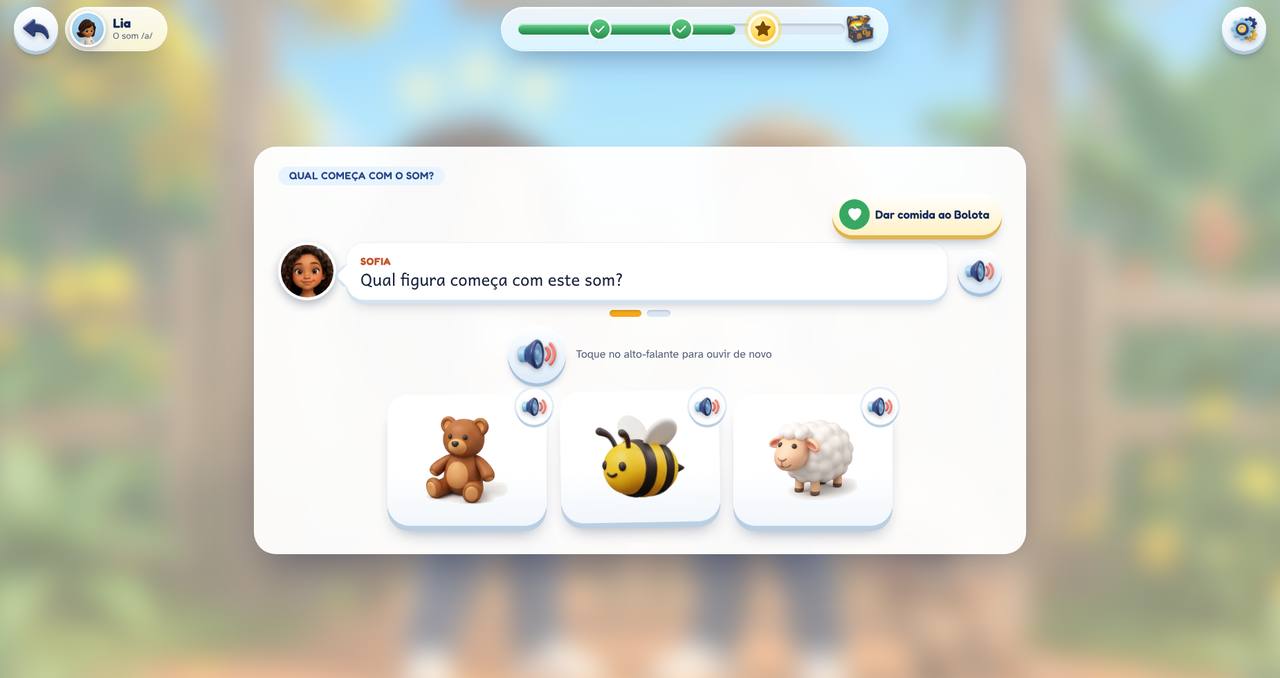 Lia
O som /a/
QUAL COMEÇA COM O SOM?
Dar comida ao Bolota
SOFIA
Qual figura começa com este som?
Toque no alto-falante para ouvir de novo